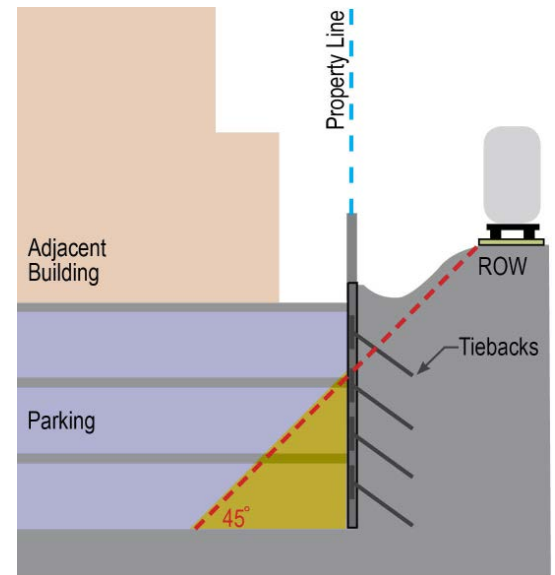 Property Line
Adjacent
Building
ROW
Tiebacks
Parking
45°